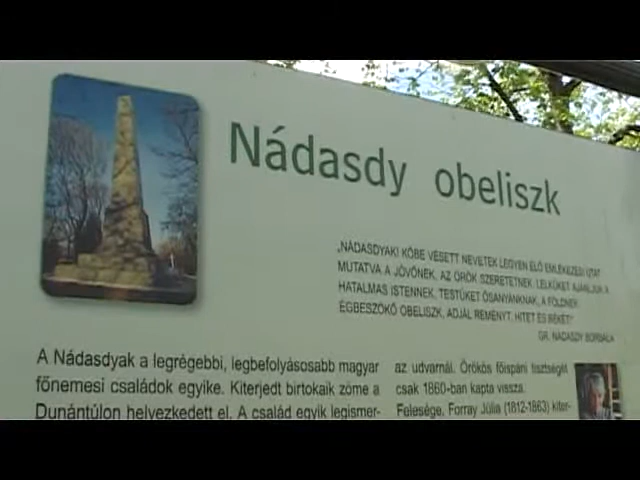 Nádasdy obeliszk
„NÁDASDYAK! KŐBE VÉSETT NEVETEK LEGYEN ÉLŐ EMLÉKEZÉS! UTAT
MUTATVA A JÖVŐNEK, AZ ÖRÖK SZERETETNEK. LELKÜKET AJÁNLJUK A
HATALMAS ISTENNEK, TESTÜKET ŐSANYÁNKNAK, A FÖLDNEK.
ÉGBESZÖKŐ OBELISZK, ADJÁL REMÉNYT, HITET ÉS BÉKÉT!"
GR. NÁDASDY BORBÁLA
A Nádasdyak a legrégebbi, legbefolyásosabb magyar
főnemesi családok egyike. Kiterjedt birtokaik zöme a
Dunántúlon helyezkedett el. A család egyik legismer-
az udvarnál. Örökös főispáni tisztségét
csak 1860-ban kapta vissza.
Felesége, Forray Júlia (1812-1863) kiter-